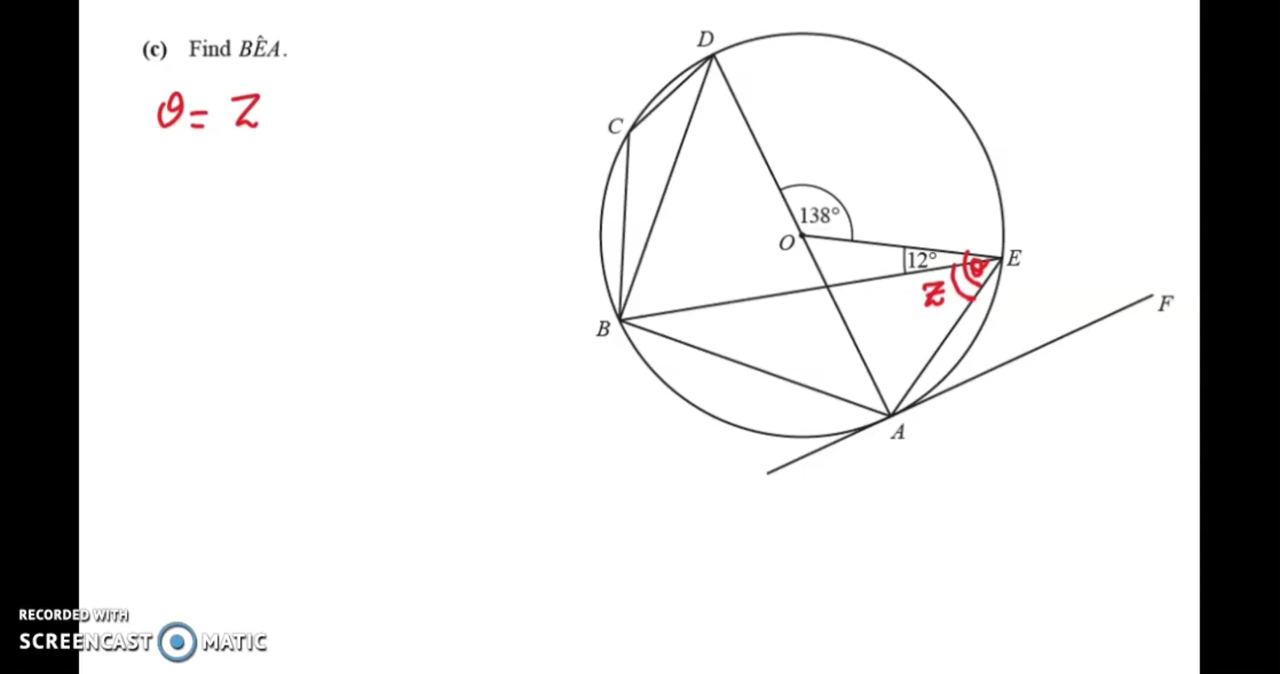 (c) Find BÊA.
θ = Z
D
C
138°
O
12°
θ
E
Z
F
B
A
RECORDED WITH
SCREENCAST MATIC